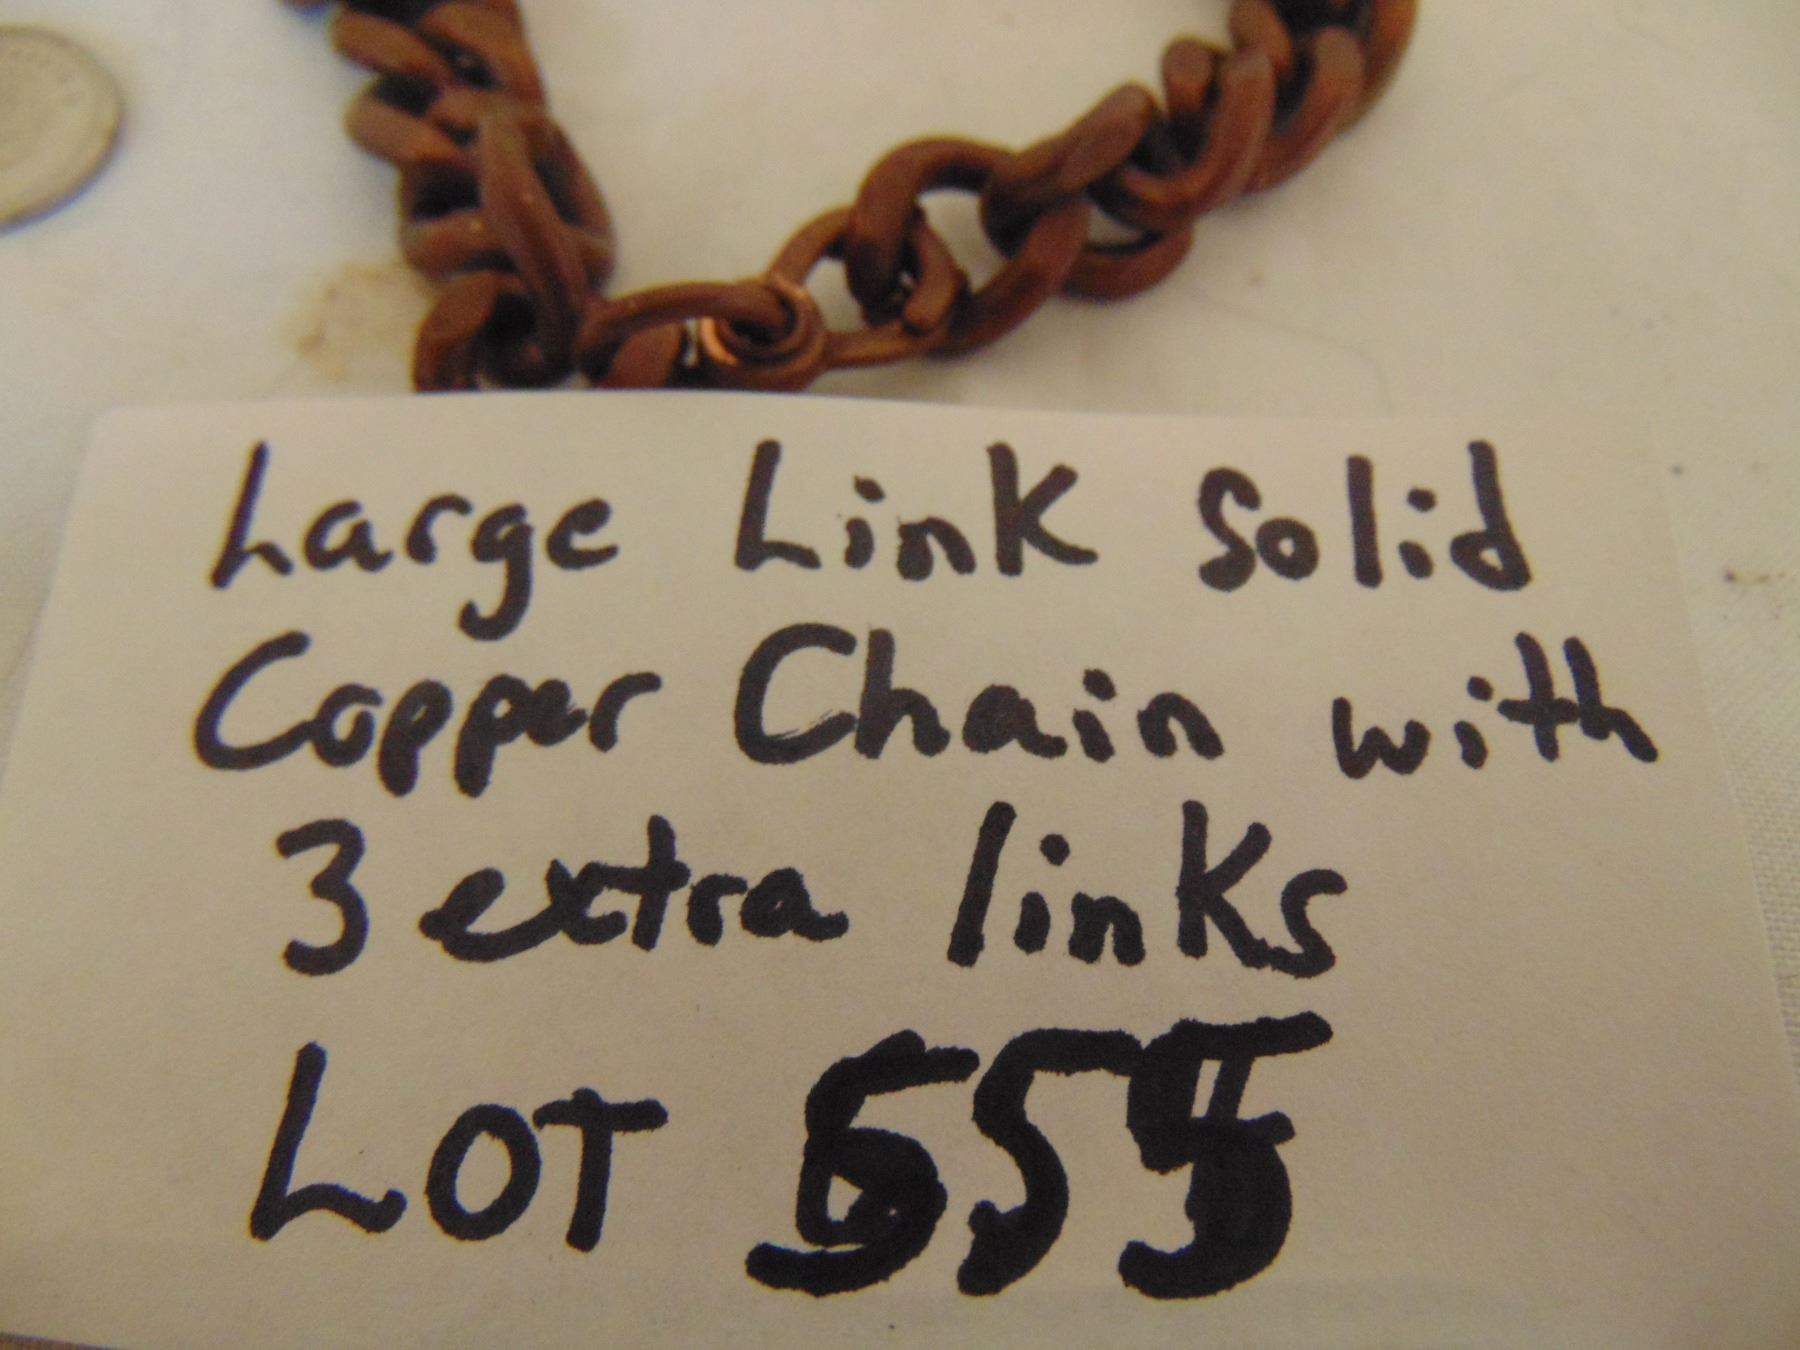 Large Link Solid
Copper Chain with
3 extra links
LOT 555